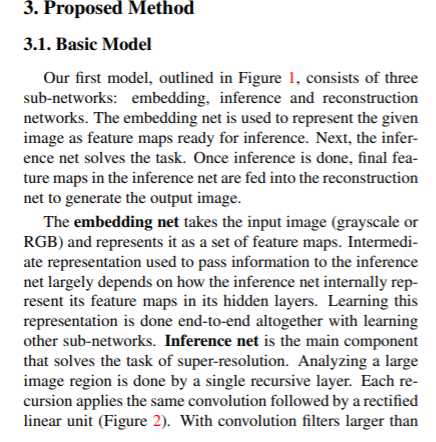 3. Proposed Method
3.1. Basic Model
Our first model, outlined in Figure 1, consists of three
sub-networks: embedding, inference and reconstruction
networks. The embedding net is used to represent the given
image as feature maps ready for inference. Next, the infer-
ence net solves the task. Once inference is done, final fea-
ture maps in the inference net are fed into the reconstruction
net to generate the output image.
The embedding net takes the input image (grayscale or
RGB) and represents it as a set of feature maps. Intermedi-
ate representation used to pass information to the inference
net largely depends on how the inference net internally rep-
resent its feature maps in its hidden layers. Learning this
representation is done end-to-end altogether with learning
other sub-networks. Inference net is the main component
that solves the task of super-resolution. Analyzing a large
image region is done by a single recursive layer. Each re-
cursion applies the same convolution followed by a rectified
linear unit (Figure 2). With convolution filters larger than